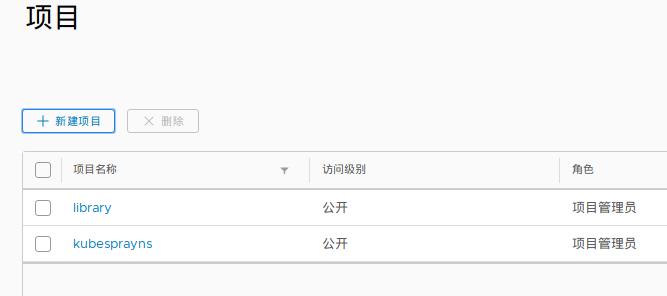 项目
新建项目 删除
项目名称 访问级别 角色
library 公开 项目管理员
kubesprayns 公开 项目管理员